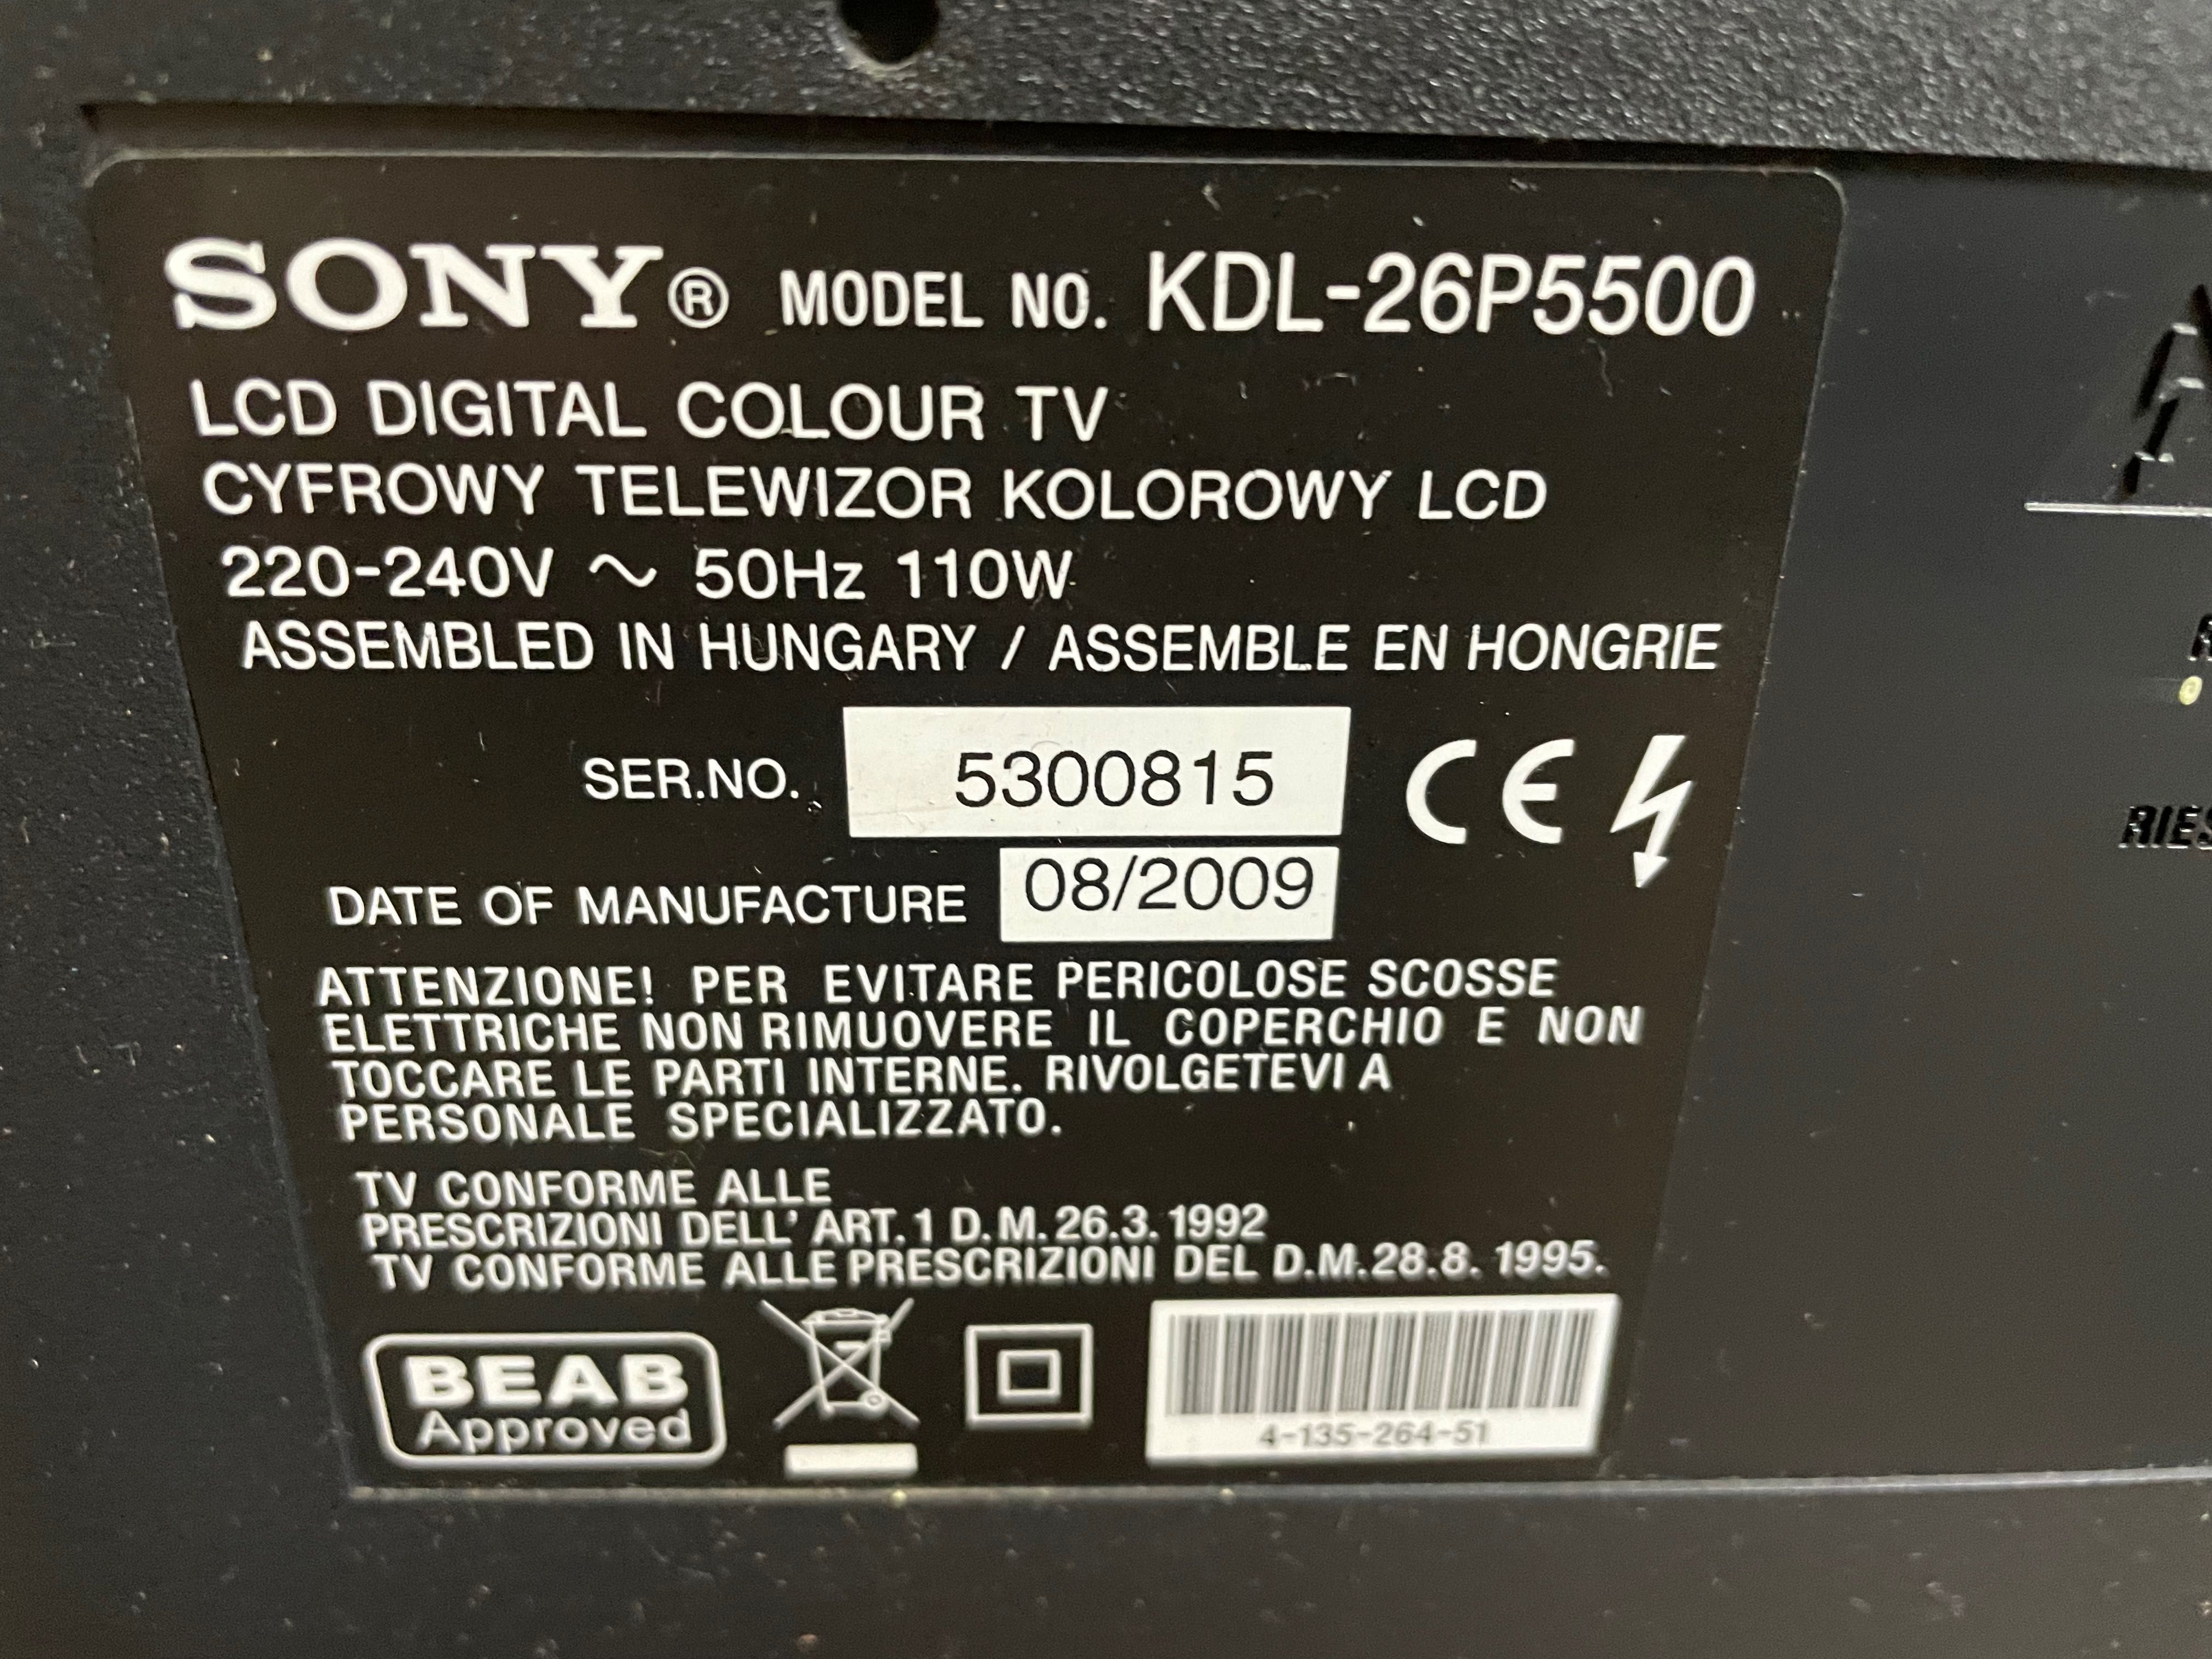 SONY® MODEL NO. KDL-26P5500
LCD DIGITAL COLOUR TV
CYFROWY TELEWIZOR KOLOROWY LCD
220-240V ~ 50Hz 110W
ASSEMBLED IN HUNGARY / ASSEMBLE EN HONGRIE
SER.NO. 5300815 CE
DATE OF MANUFACTURE 08/2009
ATTENZIONE! PER EVITARE PERICOLOSE SCOSSE
ELETTRICHE NON RIMUOVERE IL COPERCHIO E NON
TOCCARE LE PARTI INTERNE. RIVOLGETEVI A
PERSONALE SPECIALIZZATO.
TV CONFORME ALLE
PRESCRIZIONI DELL' ART. 1 D.M. 26.3. 1992
TV CONFORME ALLE PRESCRIZIONI DEL D.M.28.8. 1995.
BEAB
Approved
4-135-264-51